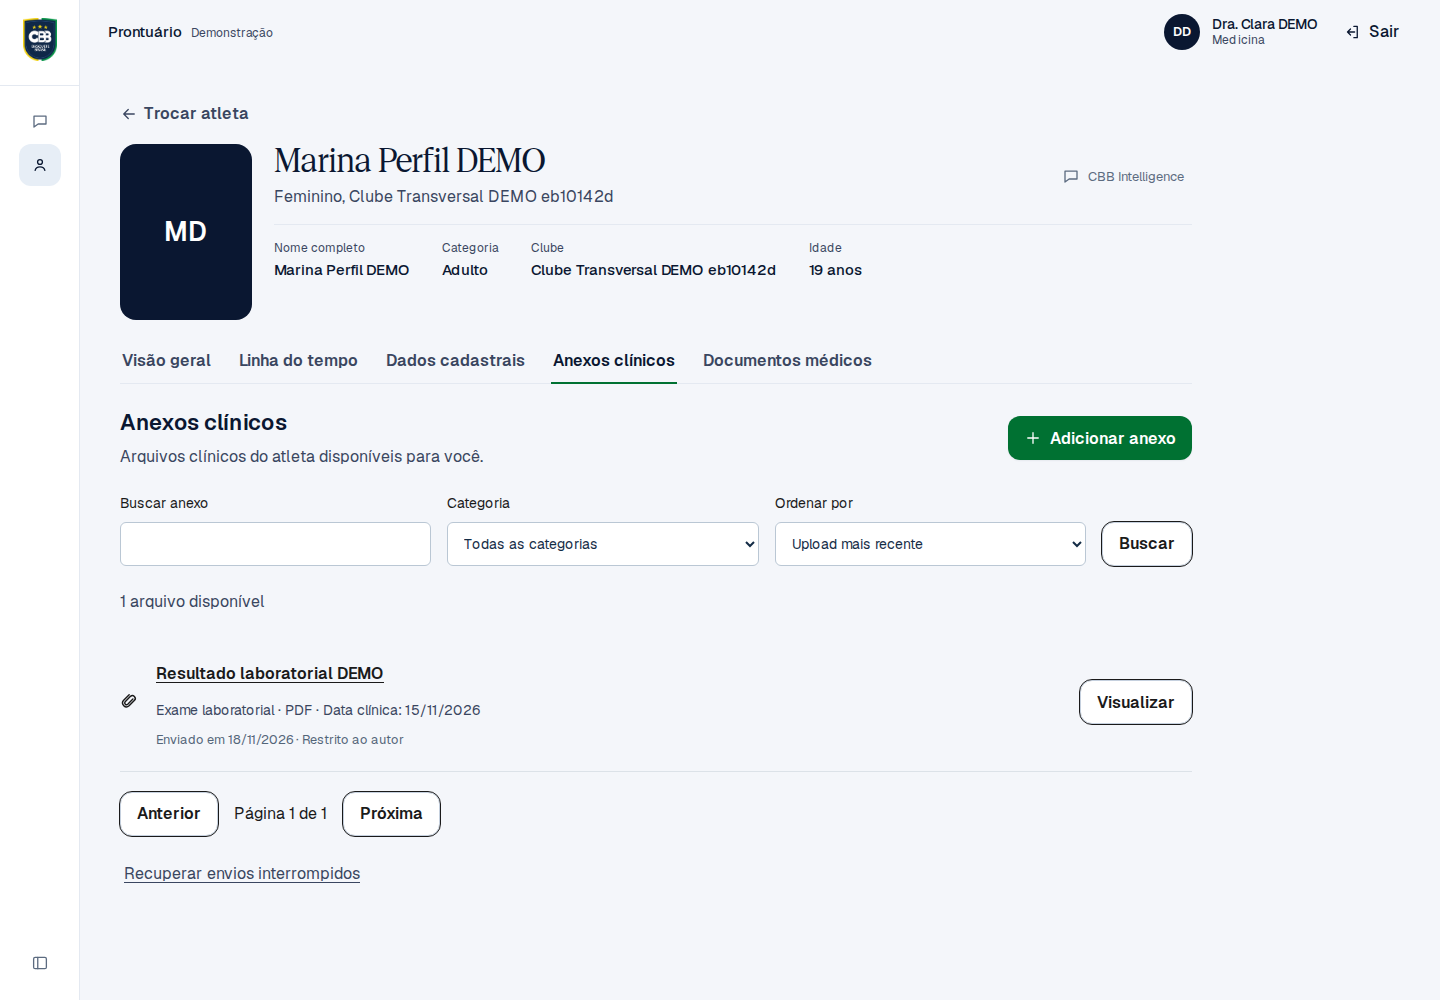 CBB
Prontuário Demonstração
DD
Dra. Clara DEMO
Medicina
Sair
Trocar atleta
MD
Marina Perfil DEMO
Feminino, Clube Transversal DEMO eb10142d
CBB Intelligence
Nome completo
Marina Perfil DEMO
Categoria
Adulto
Clube
Clube Transversal DEMO eb10142d
Idade
19 anos
Visão geral
Linha do tempo
Dados cadastrais
Anexos clínicos
Documentos médicos
Anexos clínicos
Arquivos clínicos do atleta disponíveis para você.
Adicionar anexo
Buscar anexo
Categoria
Todas as categorias
Ordenar por
Upload mais recente
Buscar
1 arquivo disponível
Resultado laboratorial DEMO
Exame laboratorial · PDF · Data clínica: 15/11/2026
Enviado em 18/11/2026 · Restrito ao autor
Visualizar
Anterior
Página 1 de 1
Próxima
Recuperar envios interrompidos